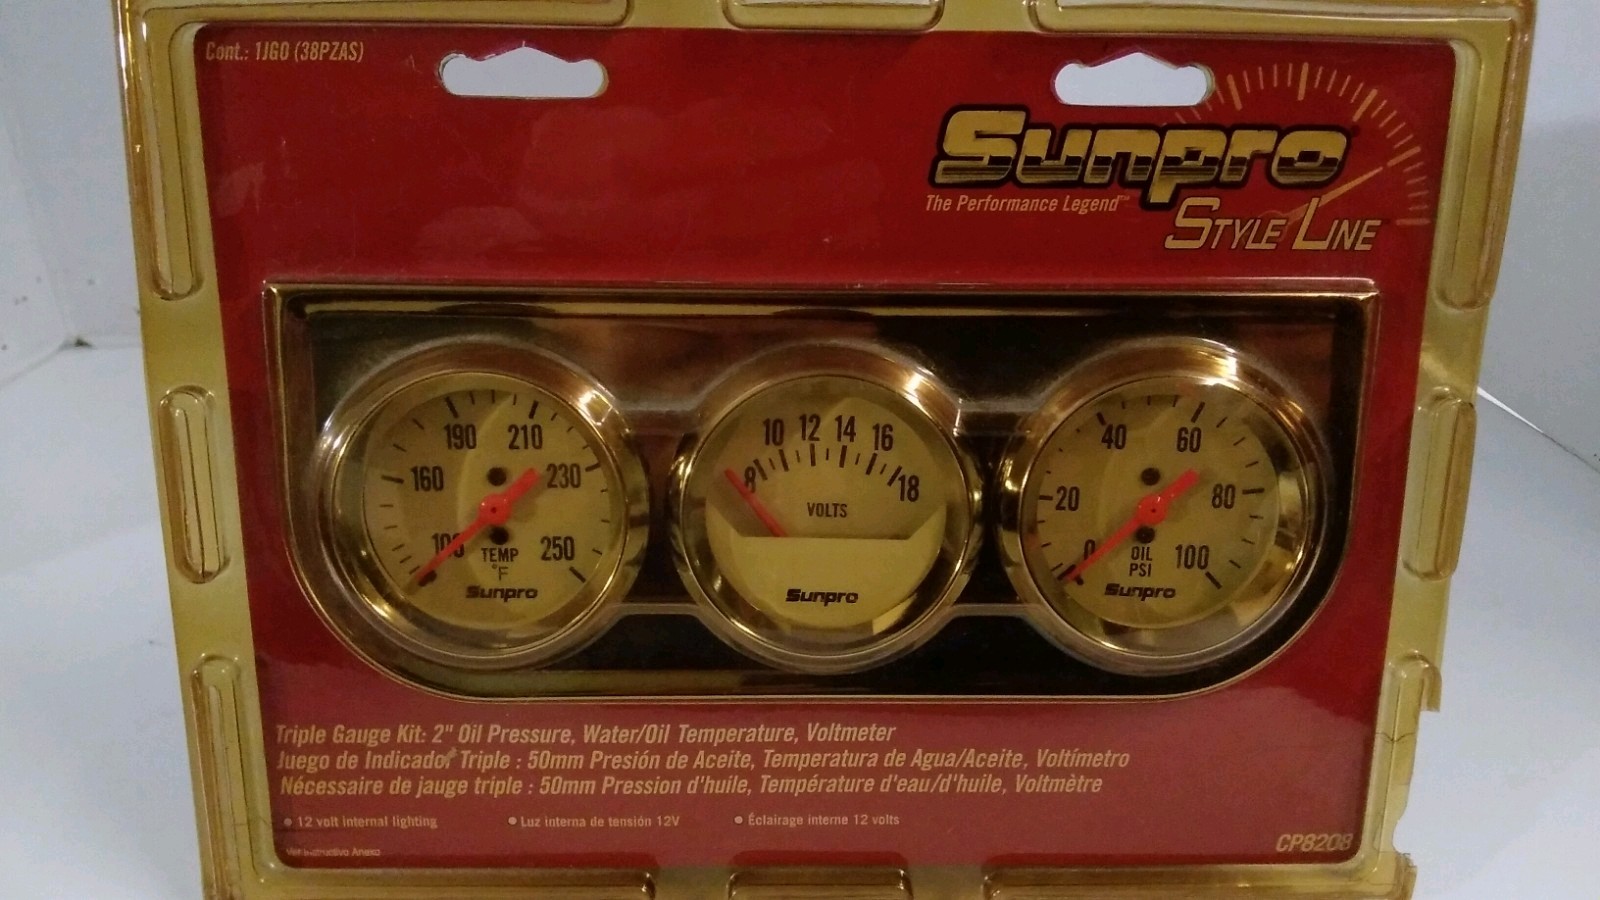 Cont.: 1JGO (38PZAS)
Sunpro
The Performance Legend™
STYLE LINE
190 210
160 230
100 250
TEMP
°F
Sunpro
10 12 14 16
8 18
VOLTS
Sunpro
40 60
20 80
0 100
OIL
PSI
Sunpro
Triple Gauge Kit: 2" Oil Pressure, Water/Oil Temperature, Voltmeter
Juego de Indicador Triple : 50mm Presión de Aceite, Temperatura de Agua/Aceite, Voltímetro
Nécessaire de jauge triple : 50mm Pression d'huile, Température d'eau/d'huile, Voltmètre
• 12 volt internal lighting • Luz interna de tensión 12V • Éclairage interne 12 volts
Ver Instructivo Anexo
CP8208